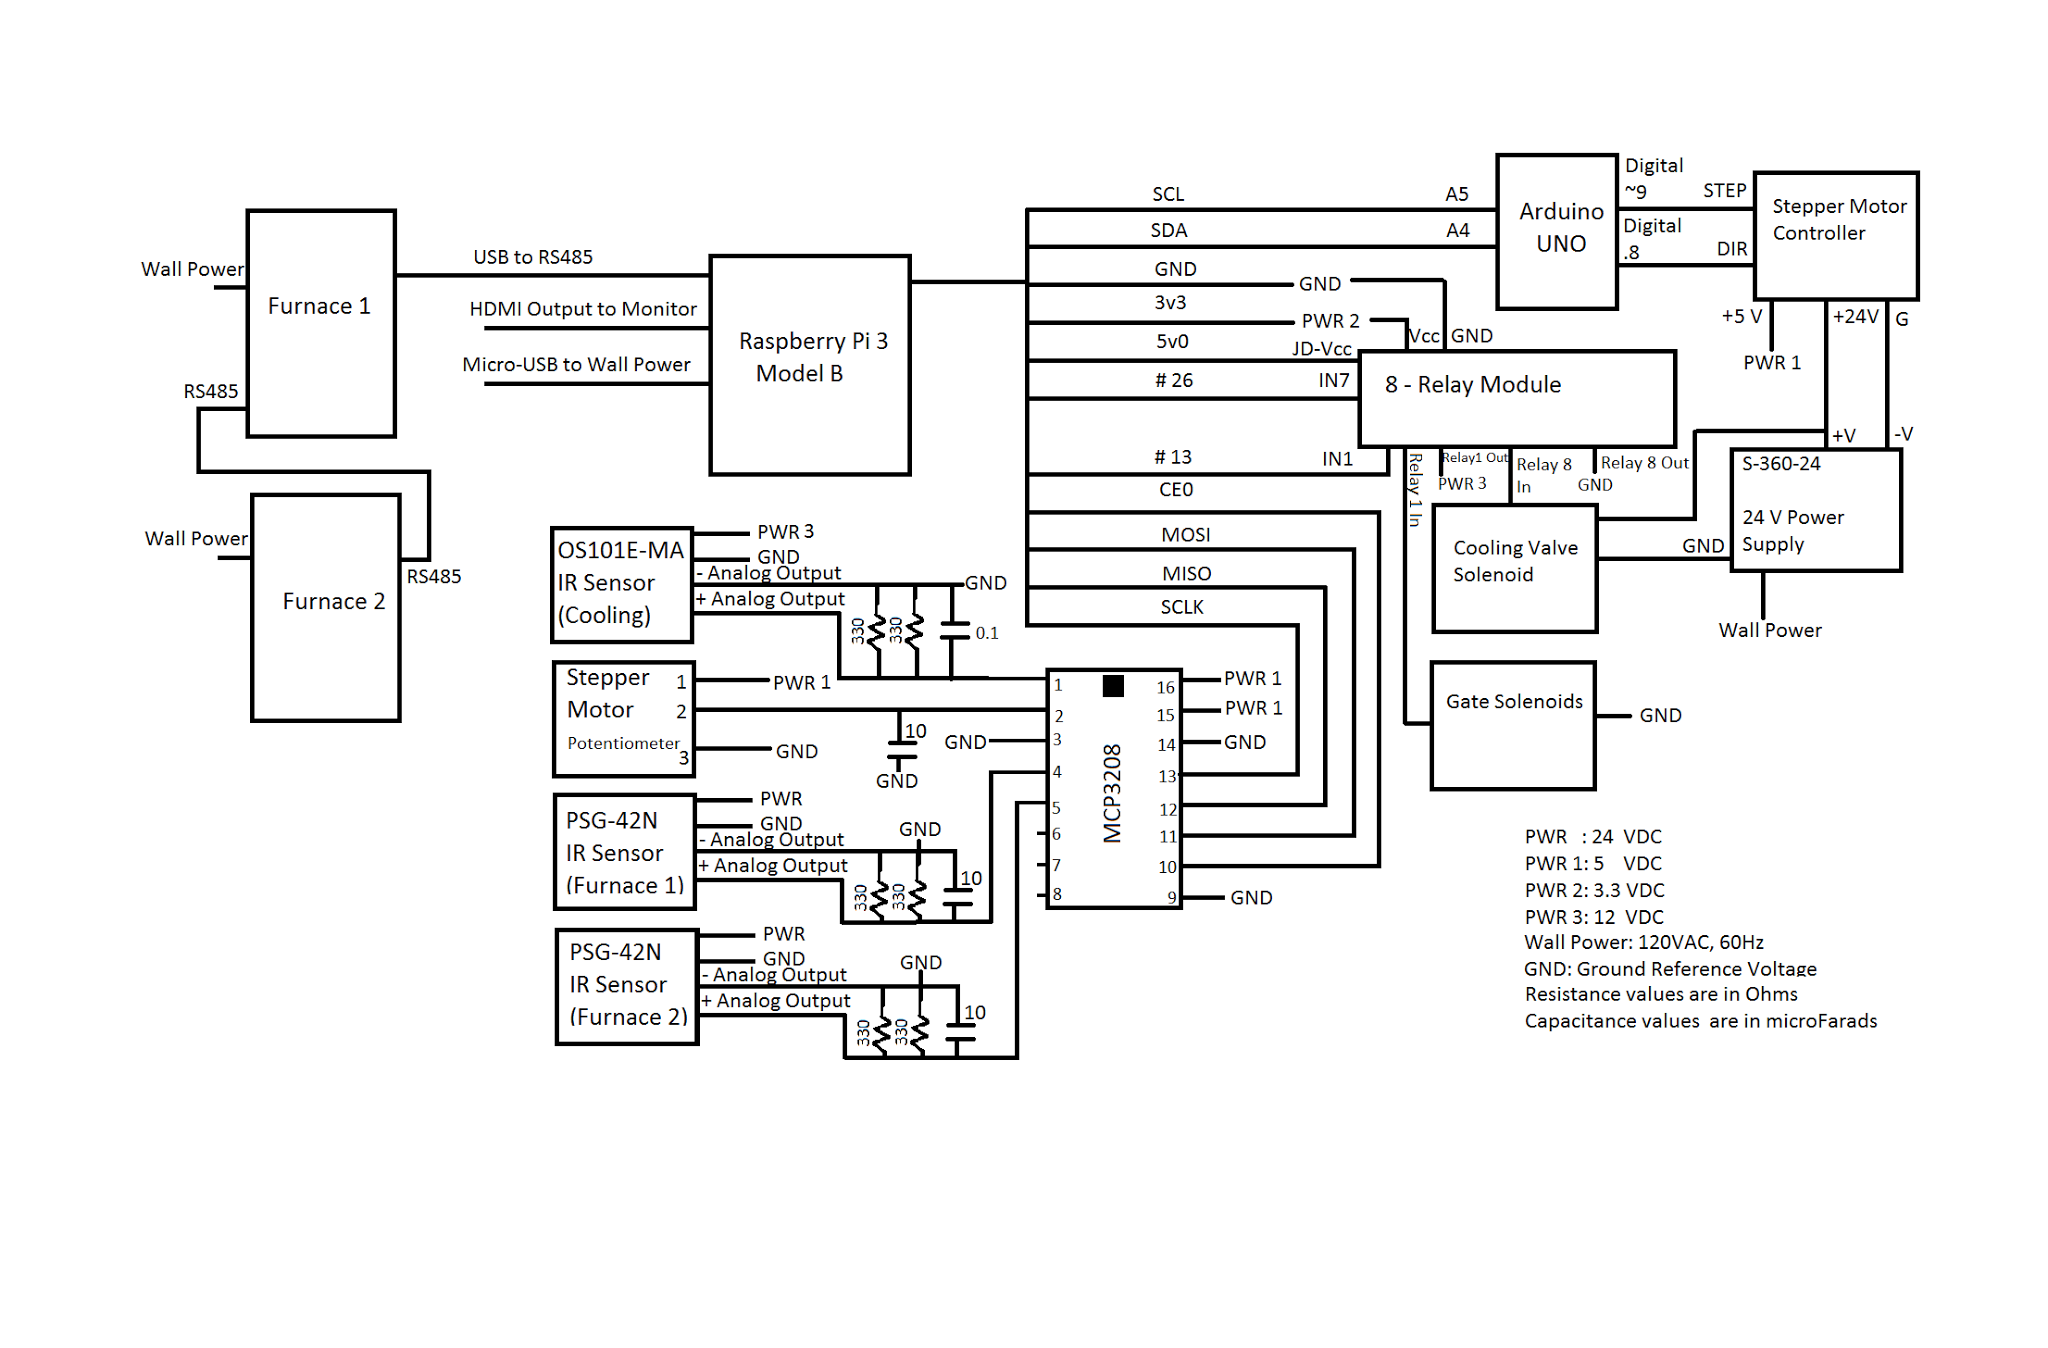 Wall Power
Furnace 1
RS485
Wall Power
Furnace 2
RS485
USB to RS485
HDMI Output to Monitor
Micro-USB to Wall Power
Raspberry Pi 3
Model B
SCL
A5
SDA
A4
GND
GND
3v3
PWR 2
5v0
JD-Vcc
# 26
IN7
# 13
IN1
CE0
MOSI
MISO
SCLK
Arduino
UNO
Digital
~9
STEP
Digital
.8
DIR
Stepper Motor
Controller
+5 V
PWR 1
+24V
G
Vcc
GND
8 - Relay Module
Relay 1 In
Relay1 Out
PWR 3
Relay 8
In
Relay 8 Out
GND
+V
-V
S-360-24
24 V Power
Supply
GND
Wall Power
Cooling Valve
Solenoid
Gate Solenoids
GND
OS101E-MA
IR Sensor
(Cooling)
PWR 3
GND
- Analog Output
+ Analog Output
GND
330
330
0.1
Stepper
Motor
Potentiometer
1
2
3
PWR 1
GND
10
GND
PSG-42N
IR Sensor
(Furnace 1)
PWR
GND
- Analog Output
+ Analog Output
GND
330
330
10
PSG-42N
IR Sensor
(Furnace 2)
PWR
GND
- Analog Output
+ Analog Output
GND
330
330
10
GND
MCP3208
1
2
3
4
5
6
7
8
16
15
14
13
12
11
10
9
PWR 1
PWR 1
GND
GND
PWR : 24 VDC
PWR 1: 5 VDC
PWR 2: 3.3 VDC
PWR 3: 12 VDC
Wall Power: 120VAC, 60Hz
GND: Ground Reference Voltage
Resistance values are in Ohms
Capacitance values are in microFarads